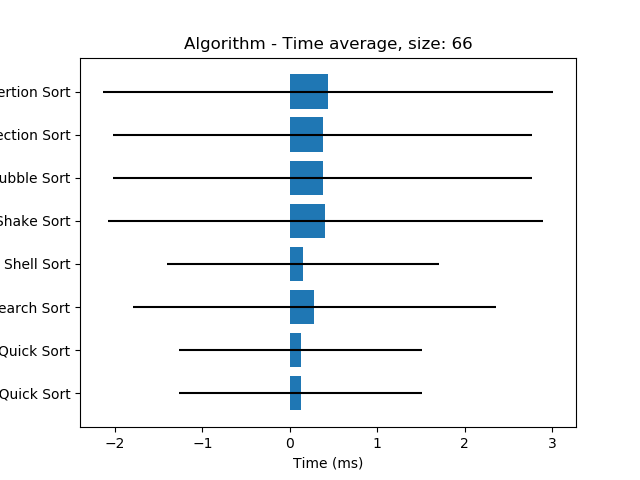 Algorithm - Time average, size: 66
ertion Sort
ection Sort
ubble Sort
Shake Sort
Shell Sort
earch Sort
Quick Sort
Quick Sort
−2 −1 0 1 2 3
Time (ms)